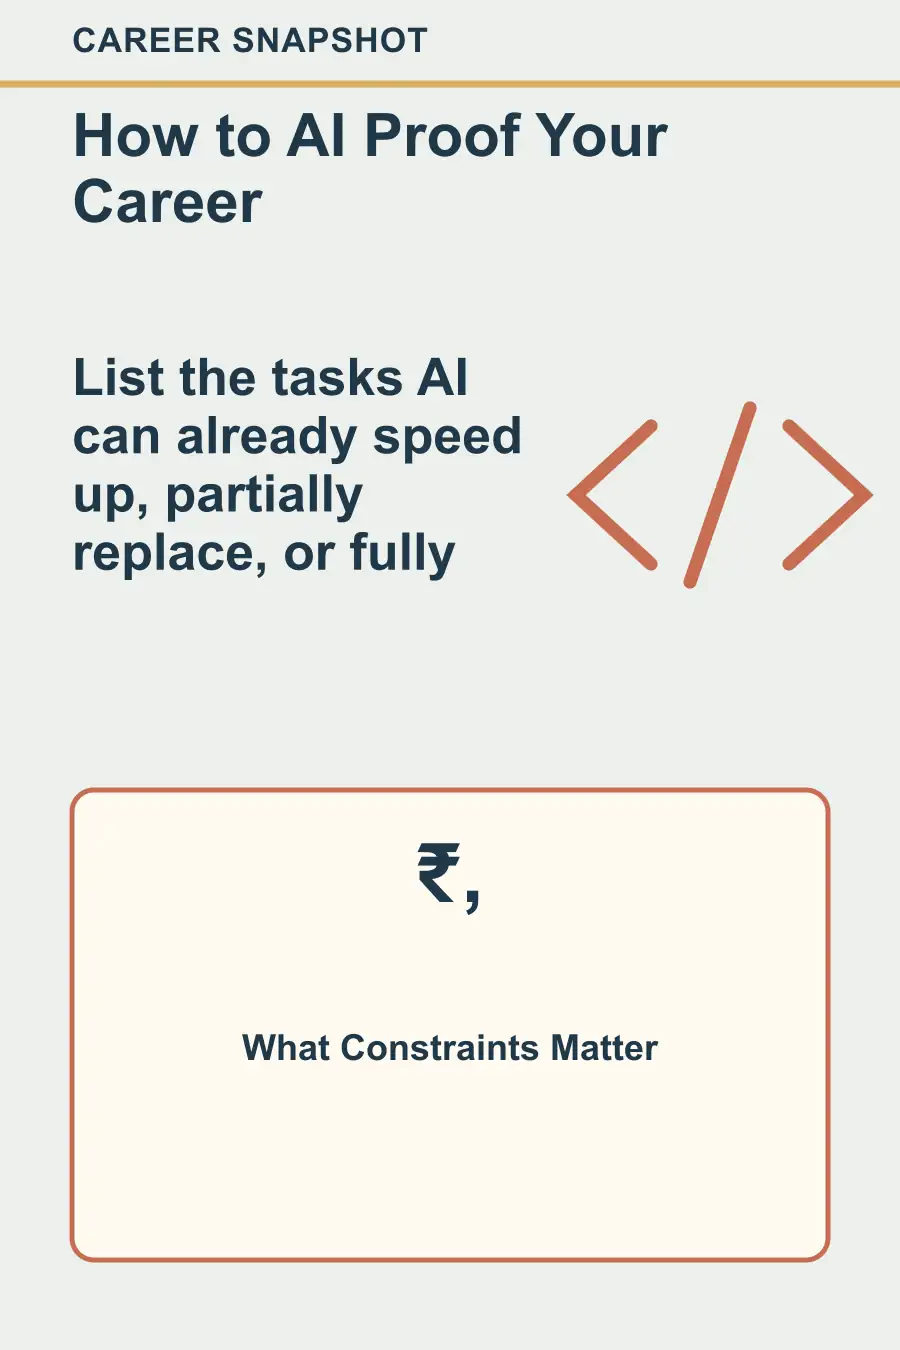 CAREER SNAPSHOT
How to AI Proof Your
Career
List the tasks AI
can already speed
up, partially
replace, or fully
₹,
What Constraints Matter